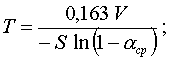 T = 0,163 V / (−S ln(1 − α_ср)) ;